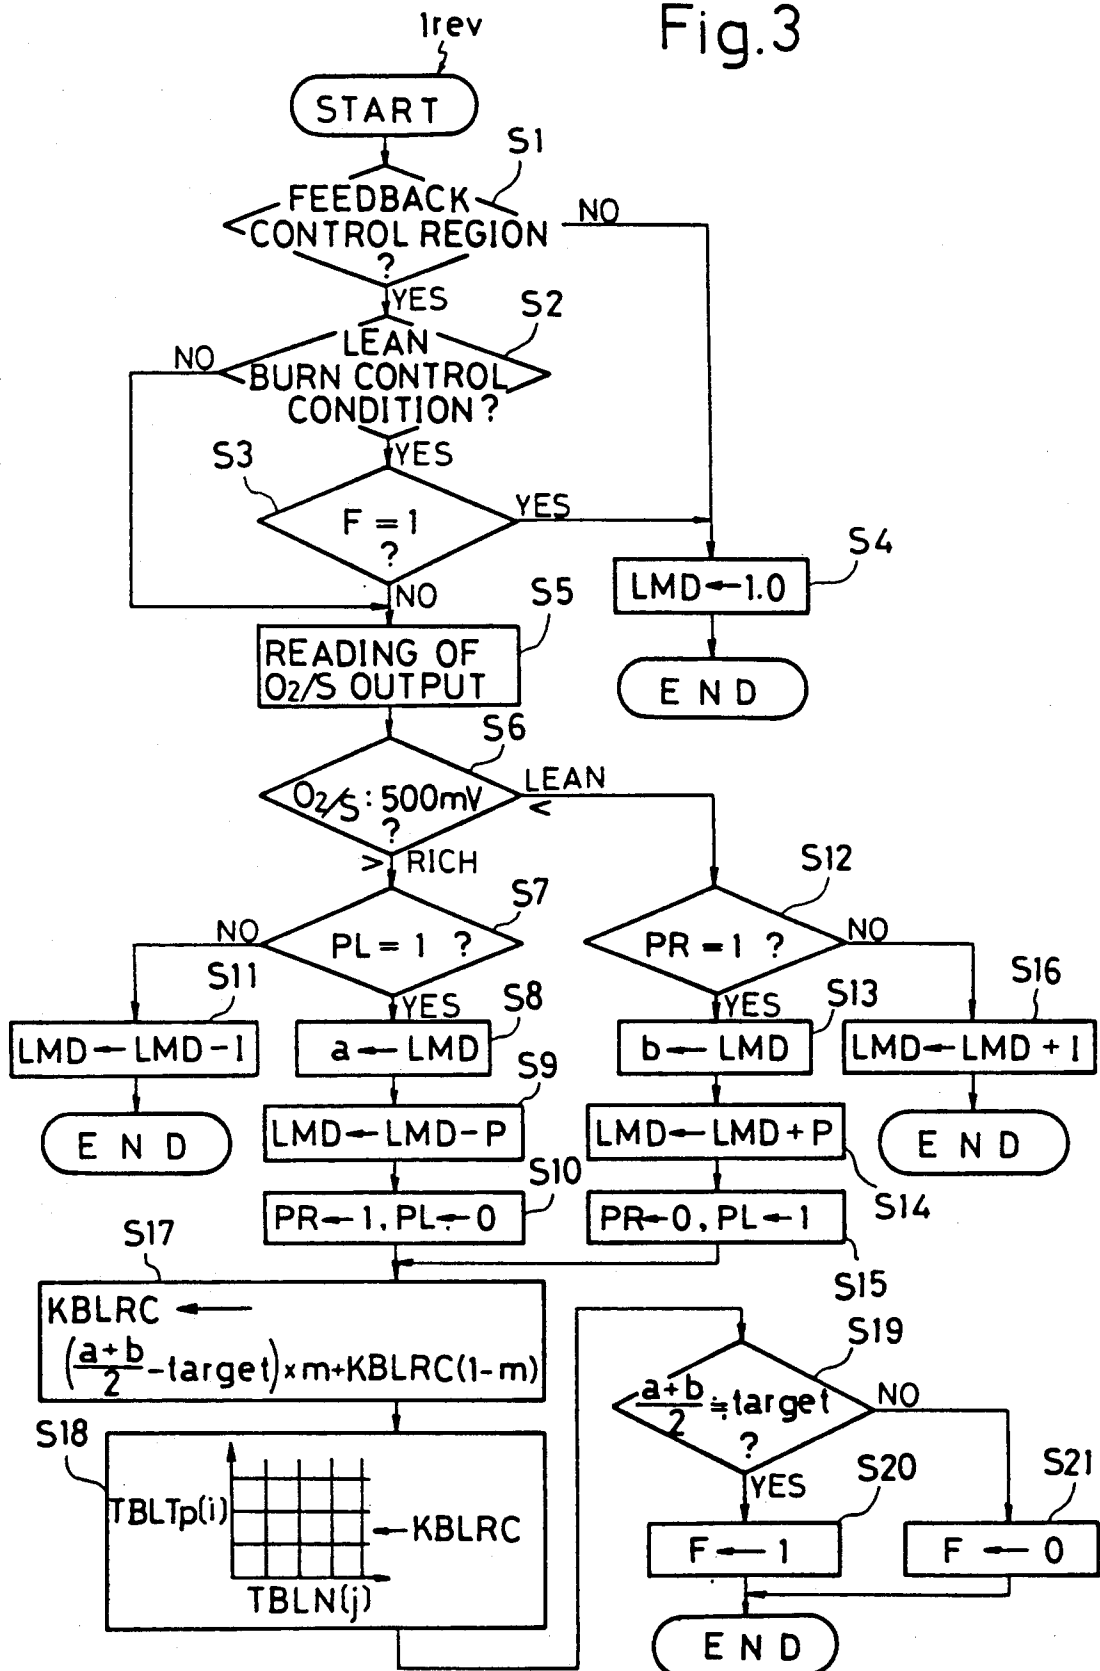 Fig.3
1rev
START
S1
FEEDBACK
CONTROL REGION
?
NO
YES
S2
LEAN
BURN CONTROL
CONDITION?
NO
YES
S3
F=1
?
YES
NO
S4
LMD←1.0
END
S5
READING OF
O2/S OUTPUT
S6
O2/S:500mV
?
LEAN
<
> RICH
S7
PL=1 ?
NO
YES
S12
PR=1 ?
NO
YES
S11
LMD←LMD-I
END
S8
a←LMD
S9
LMD←LMD-P
S10
PR←1, PL←0
S13
b←LMD
S14
LMD←LMD+P
S15
PR←0, PL←1
S16
LMD←LMD+I
END
S17
KBLRC ←
(a+b/2-target)×m+KBLRC(1-m)
S18
TBLTp(i)
←KBLRC
TBLN(j)
S19
a+b/2≒target
?
NO
YES
S20
F←1
S21
F←0
END